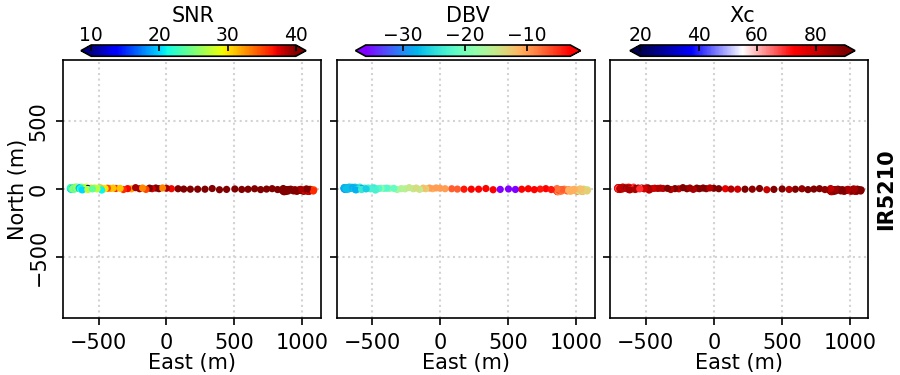 SNR DBV Xc
10 20 30 40 −30 −20 −10 20 40 60 80
North (m)
500
0
−500
−500 0 500 1000 −500 0 500 1000 −500 0 500 1000
East (m) East (m) East (m)
IR5210